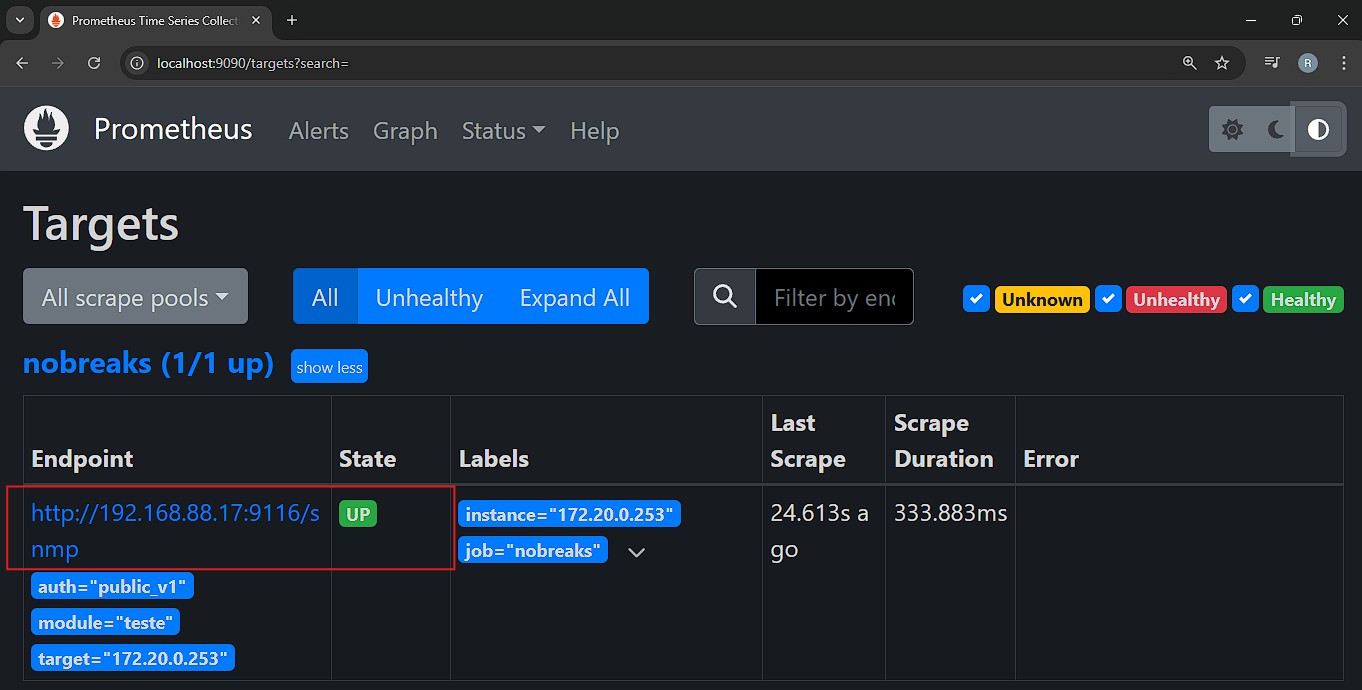 Prometheus Time Series Collect
localhost:9090/targets?search=
R
Prometheus Alerts Graph Status Help
Targets
All scrape pools All Unhealthy Expand All Filter by end Unknown Unhealthy Healthy
nobreaks (1/1 up) show less
Endpoint State Labels Last Scrape Scrape Duration Error
http://192.168.88.17:9116/s
nmp
UP
auth="public_v1"
module="teste"
target="172.20.0.253"
instance="172.20.0.253"
job="nobreaks"
24.613s a
go
333.883ms